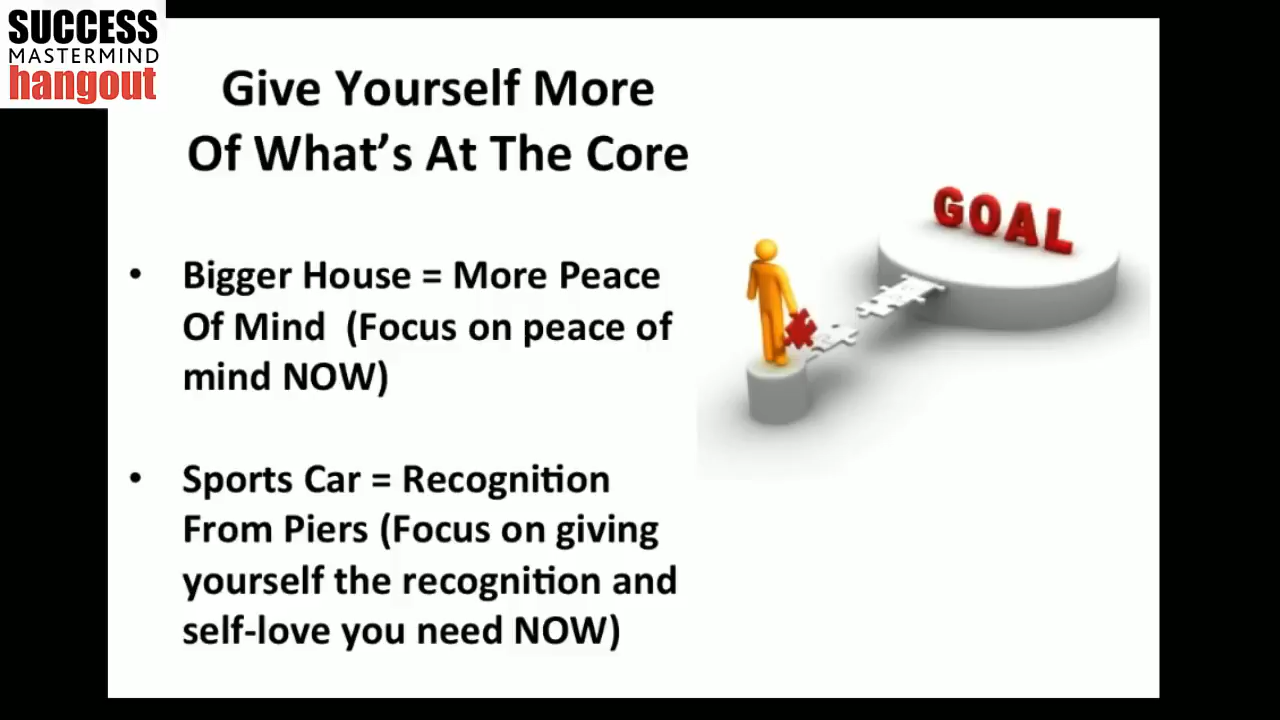 SUCCESS
MASTERMIND
hangout
Give Yourself More
Of What’s At The Core
• Bigger House = More Peace
Of Mind (Focus on peace of
mind NOW)
• Sports Car = Recognition
From Piers (Focus on giving
yourself the recognition and
self-love you need NOW)
GOAL